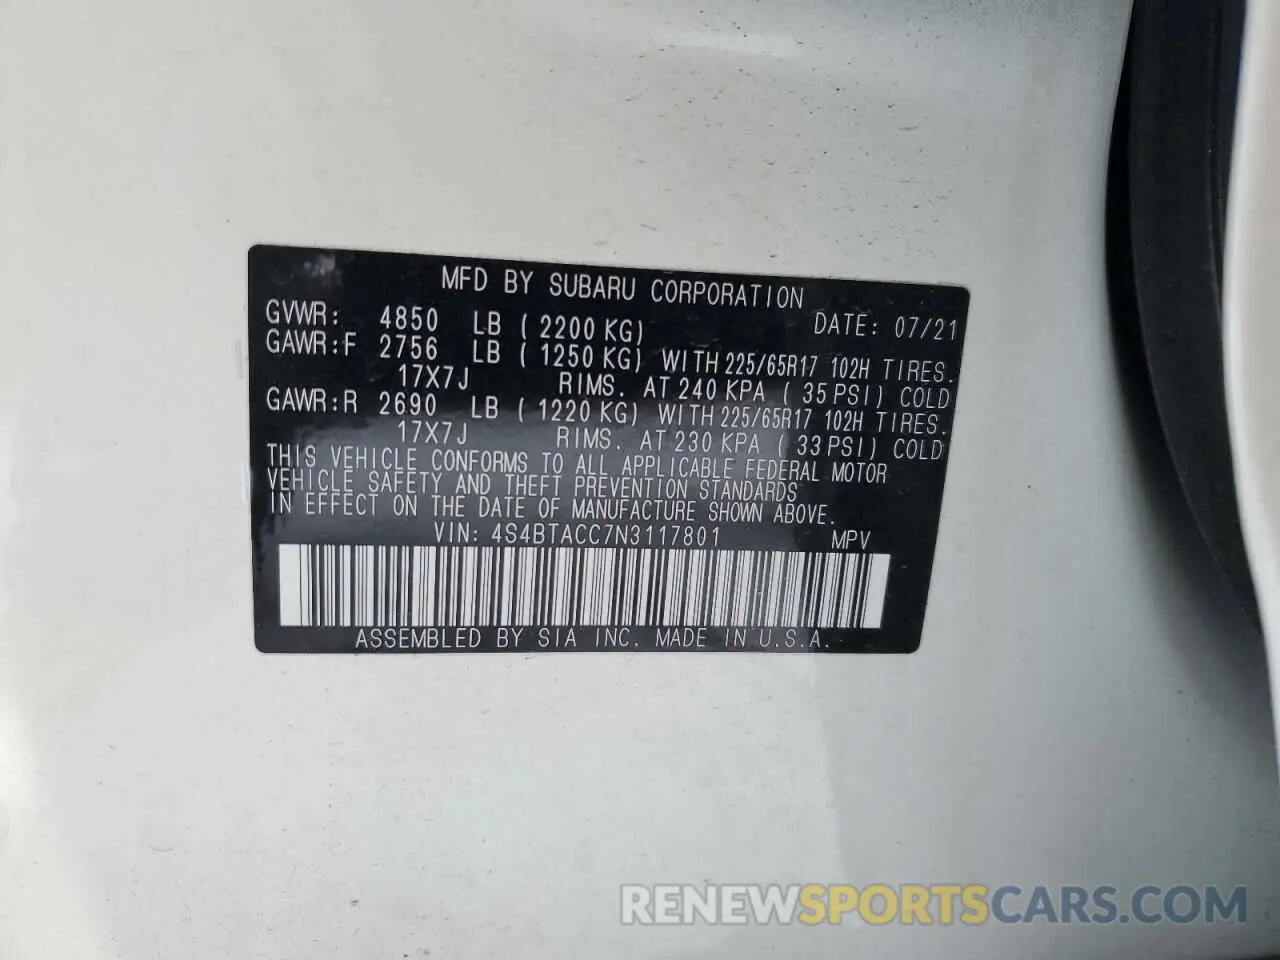 MFD BY SUBARU CORPORATION
GVWR: 4850 LB ( 2200 KG) DATE: 07/21
GAWR:F 2756 LB ( 1250 KG) WITH 225/65R17 102H TIRES.
17X7J RIMS. AT 240 KPA ( 35 PSI) COLD
GAWR:R 2690 LB ( 1220 KG) WITH 225/65R17 102H TIRES.
17X7J RIMS. AT 230 KPA ( 33 PSI) COLD
THIS VEHICLE CONFORMS TO ALL APPLICABLE FEDERAL MOTOR
VEHICLE SAFETY AND THEFT PREVENTION STANDARDS
IN EFFECT ON THE DATE OF MANUFACTURE SHOWN ABOVE.
VIN: 4S4BTACC7N3117801 MPV
ASSEMBLED BY SIA INC. MADE IN U.S.A.
RENEWSPORTSCARS.COM